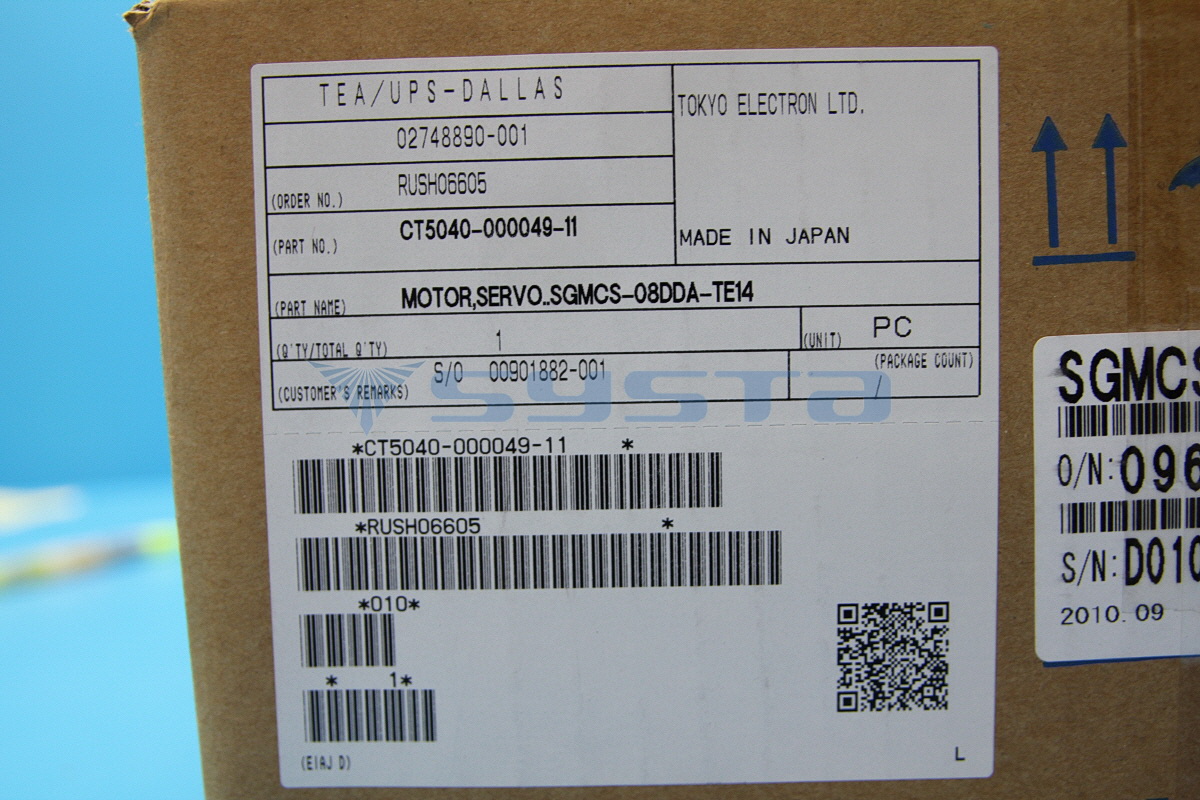 TEA/UPS-DALLAS
TOKYO ELECTRON LTD.
02748890-001
(ORDER NO.) RUSH06605
(PART NO.) CT5040-000049-11
MADE IN JAPAN
(PART NAME) MOTOR,SERVO..SGMCS-08DDA-TE14
(Q'TY/TOTAL Q'TY) 1 (UNIT) PC
(CUSTOMER'S REMARKS) S/O 00901882-001 (PACKAGE COUNT)
/
systa
*CT5040-000049-11 *
*RUSH06605 *
*010*
* 1*
(EIAJ D)
L
SGMCS
O/N:096
S/N:D010
2010.09